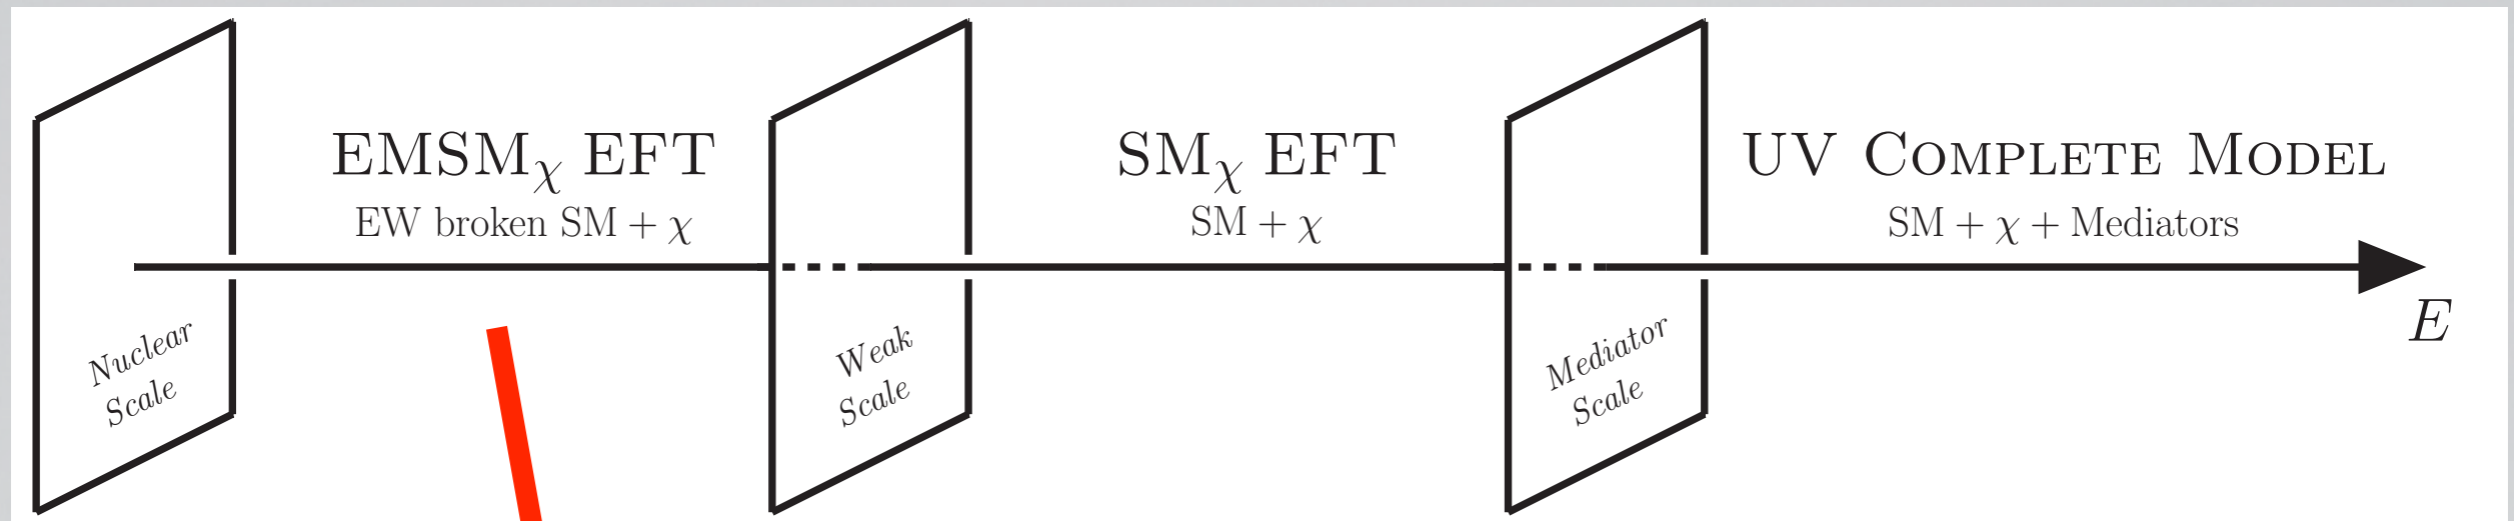 EMSMχ EFT
EW broken SM + χ
SMχ EFT
SM + χ
UV Complete Model
SM + χ + Mediators
E
Nuclear
Scale
Weak
Scale
Mediator
Scale